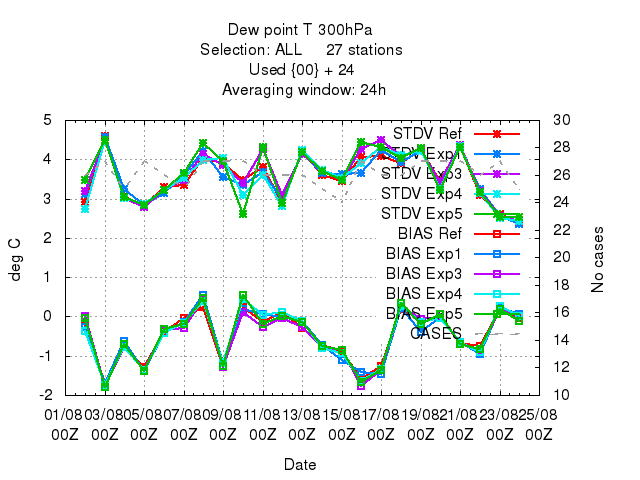 Dew point T 300hPa
Selection: ALL 27 stations
Used {00} + 24
Averaging window: 24h
5
4
3
2
1
0
-1
-2
deg C
30
28
26
24
22
20
18
16
14
12
10
No cases
STDV Ref
STDV Exp1
STDV Exp3
STDV Exp4
STDV Exp5
BIAS Ref
BIAS Exp1
BIAS Exp3
BIAS Exp4
BIAS Exp5
CASES
01/08 03/08 05/08 07/08 09/08 11/08 13/08 15/08 17/08 19/08 21/08 23/08 25/08
00Z 00Z 00Z 00Z 00Z 00Z 00Z 00Z 00Z 00Z 00Z 00Z 00Z
Date